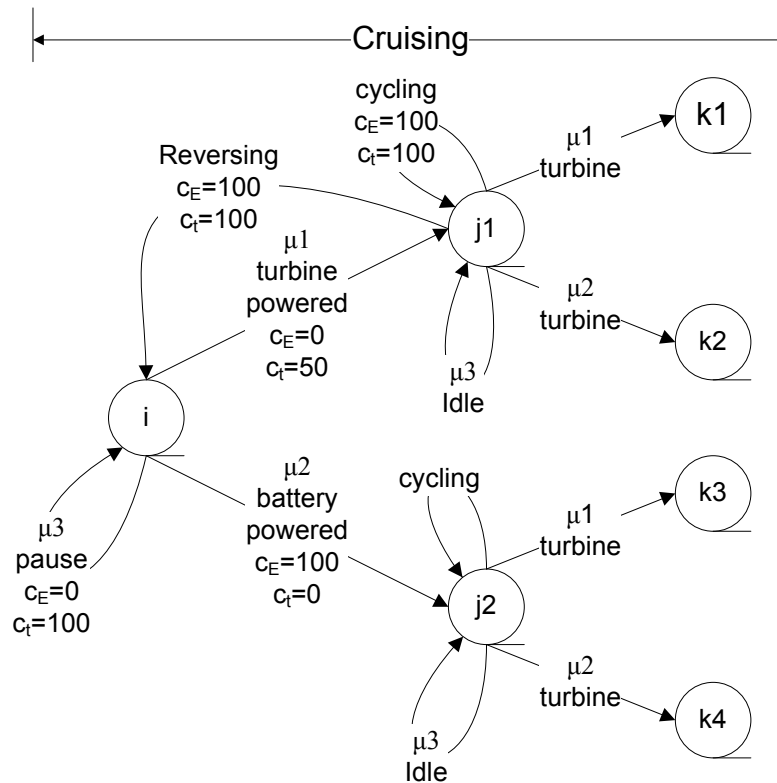 Cruising
cycling
c_E=100
c_t=100
k1
μ1
turbine
Reversing
c_E=100
c_t=100
j1
μ1
turbine
powered
c_E=0
c_t=50
μ2
turbine
k2
μ3
Idle
i
μ3
pause
c_E=0
c_t=100
μ2
battery
powered
c_E=100
c_t=0
cycling
μ1
turbine
k3
j2
μ2
turbine
k4
μ3
Idle